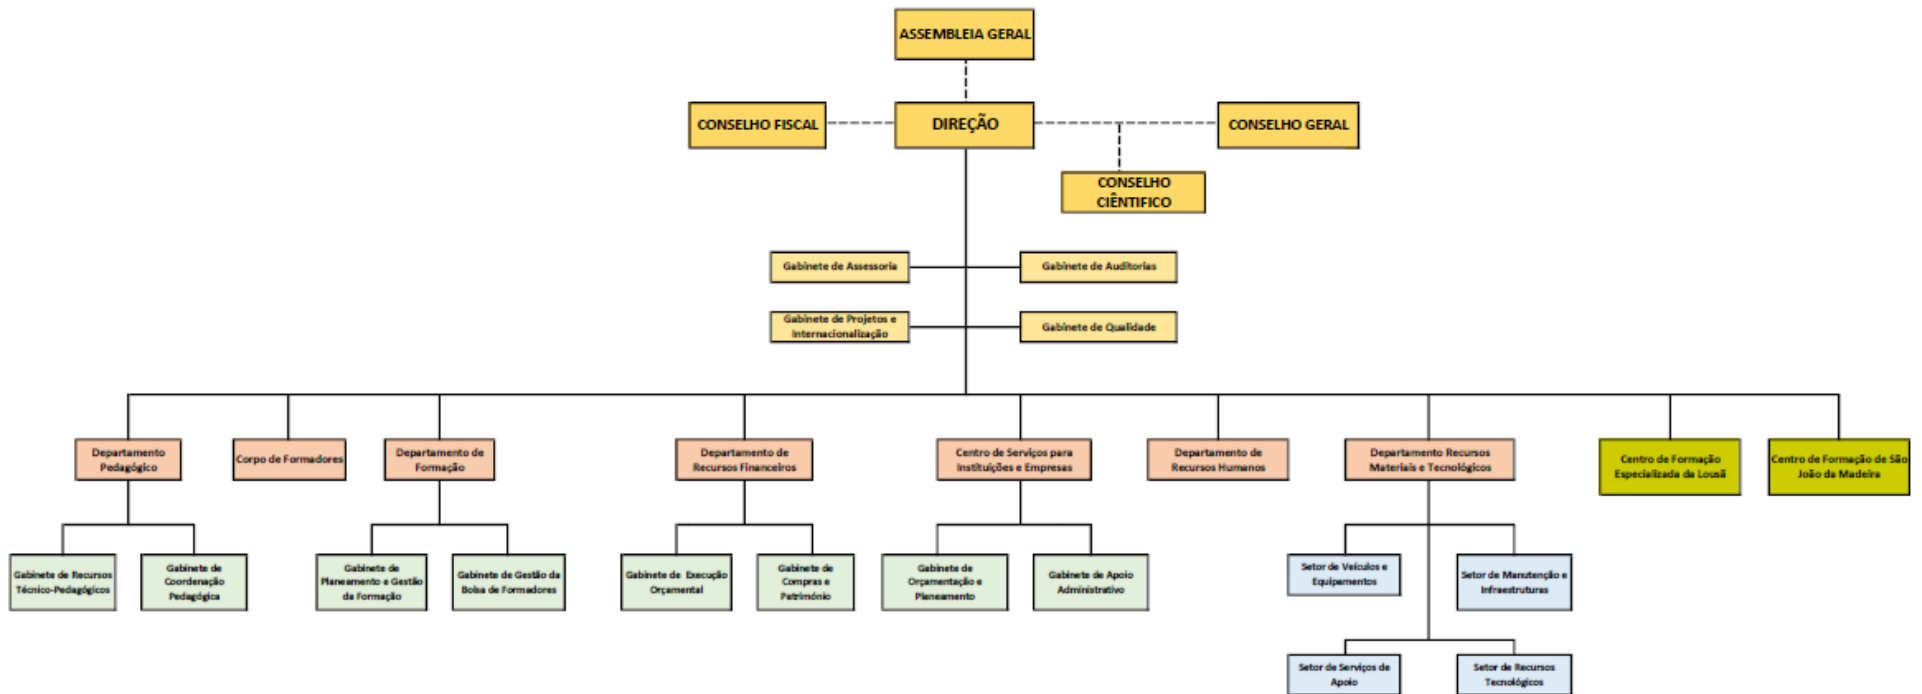 ASSEMBLEIA GERAL
CONSELHO FISCAL
DIREÇÃO
CONSELHO GERAL
CONSELHO
CIÊNTIFICO
Gabinete de Assessoria
Gabinete de Auditorias
Gabinete de Projetos e
Internacionalização
Gabinete de Qualidade
Departamento
Pedagógico
Corpo de Formadores
Departamento de
Formação
Departamento de
Recursos Financeiros
Centro de Serviços para
Instituições e Empresas
Departamento de
Recursos Humanos
Departamento Recursos
Materiais e Tecnológicos
Centro de Formação
Especializada da Lousã
Centro de Formação de São
João da Madeira
Gabinete de Recursos
Técnico-Pedagógicos
Gabinete de
Coordenação
Pedagógica
Gabinete de
Planeamento e Gestão
da Formação
Gabinete de Gestão da
Bolsa de Formadores
Gabinete de Execução
Orçamental
Gabinete de
Compras e
Património
Gabinete de
Orçamentação e
Planeamento
Gabinete de Apoio
Administrativo
Setor de Veículos e
Equipamentos
Setor de Manutenção e
Infraestruturas
Setor de Serviços de
Apoio
Setor de Recursos
Tecnológicos